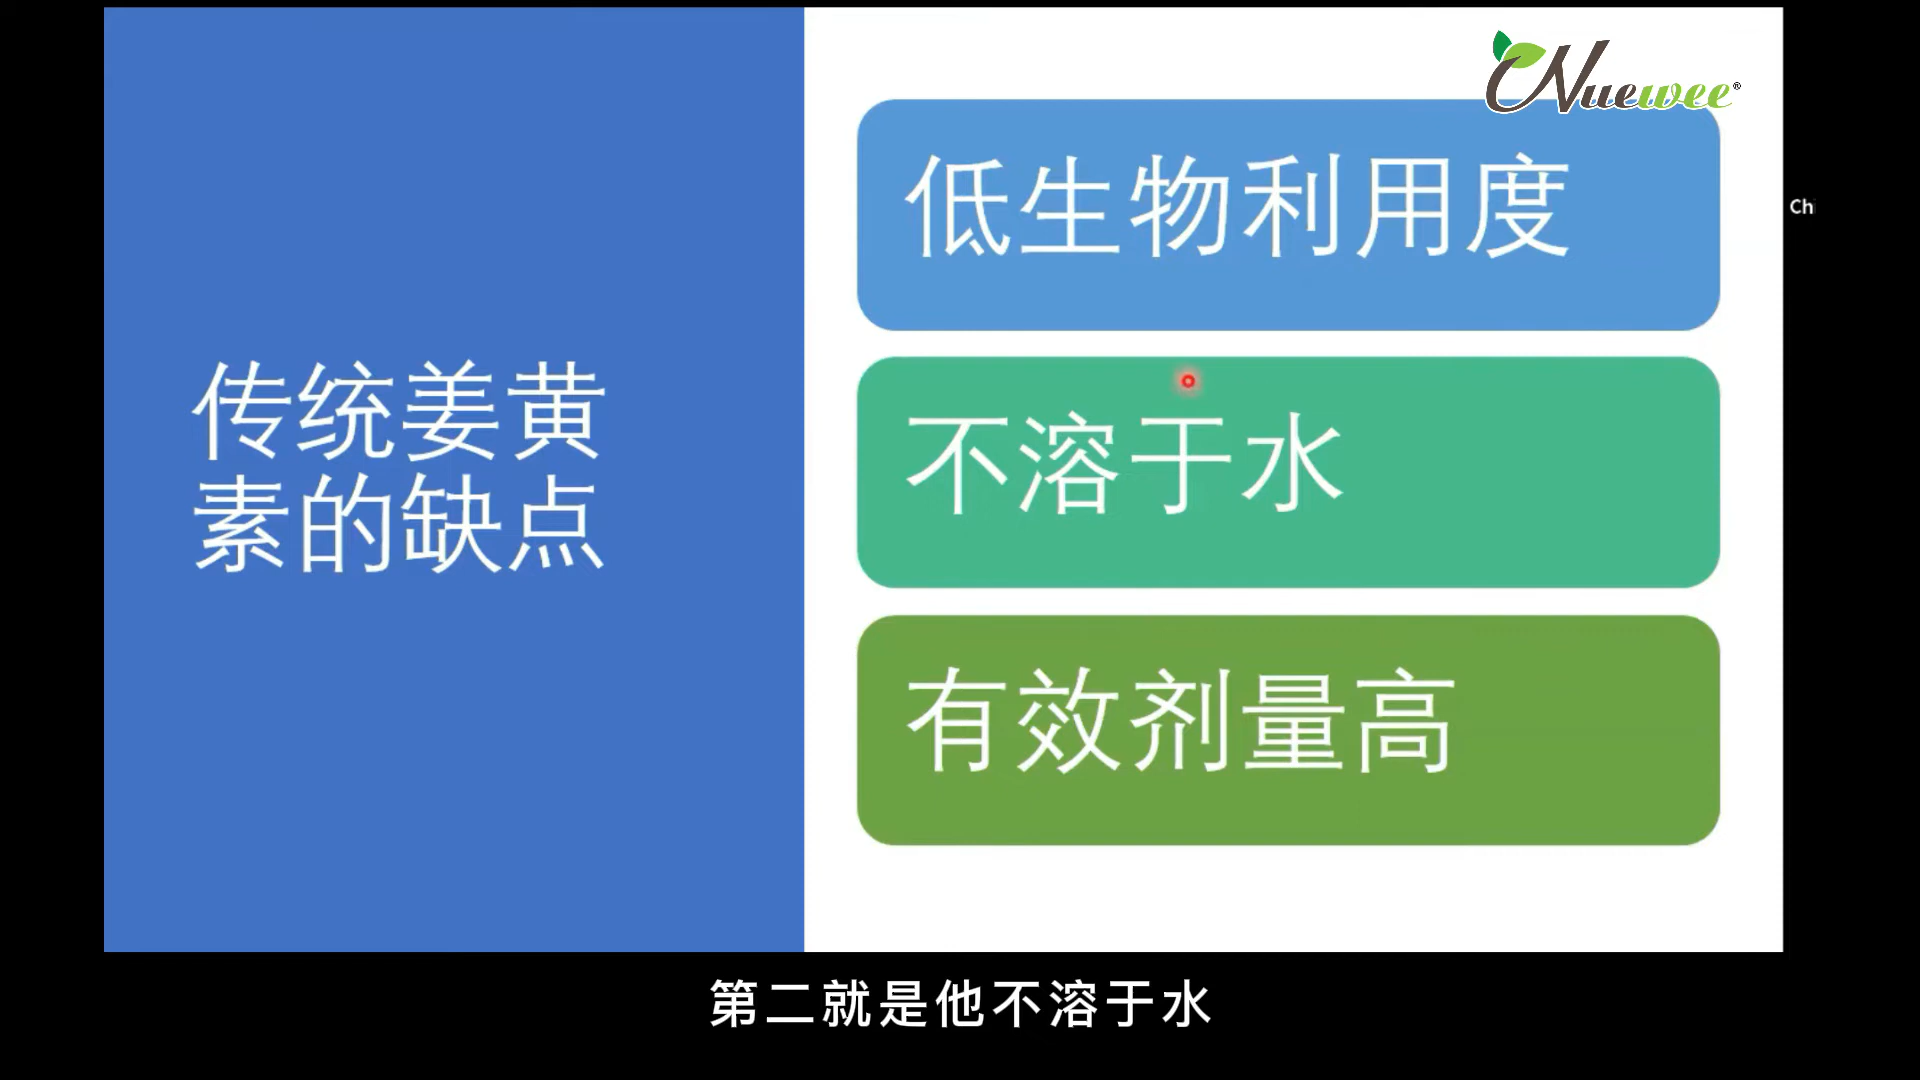 Nuewee®
低生物利用度
Ch
传统姜黄
素的缺点
不溶于水
有效剂量高
第二就是他不溶于水